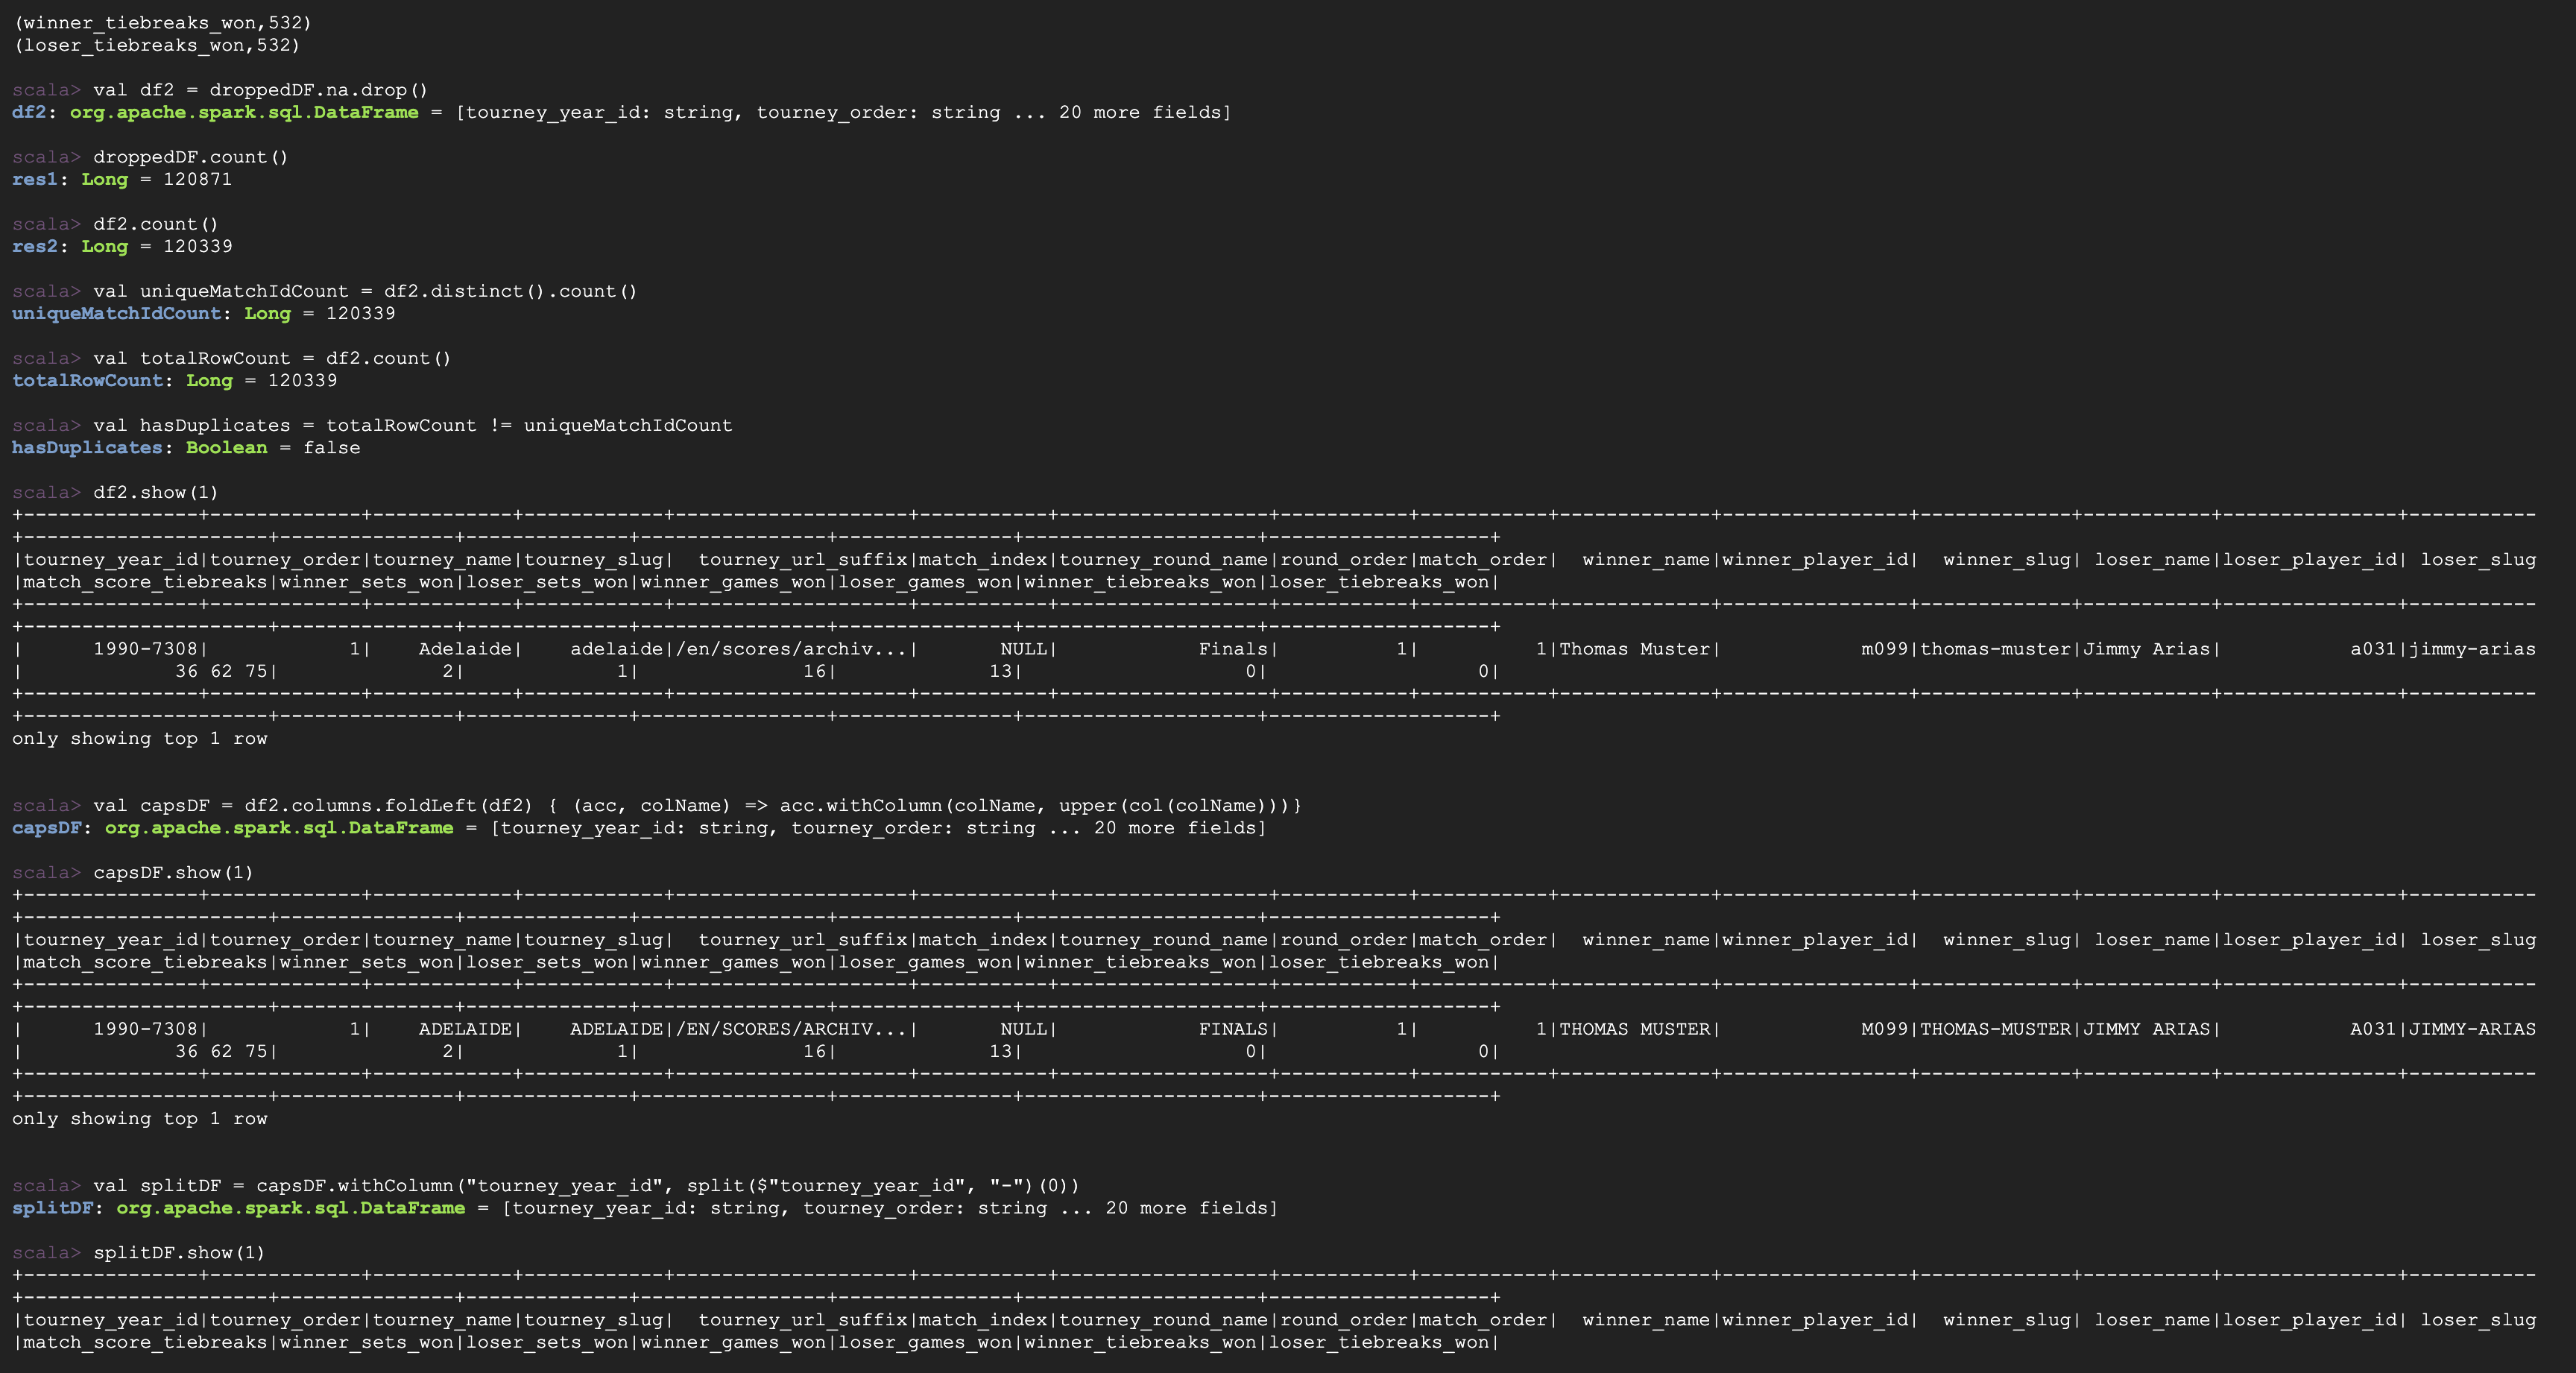 (winner_tiebreaks_won,532)
(loser_tiebreaks_won,532)
scala> val df2 = droppedDF.na.drop()
df2: org.apache.spark.sql.DataFrame = [tourney_year_id: string, tourney_order: string ... 20 more fields]
scala> droppedDF.count()
res1: Long = 120871
scala> df2.count()
res2: Long = 120339
scala> val uniqueMatchIdCount = df2.distinct().count()
uniqueMatchIdCount: Long = 120339
scala> val totalRowCount = df2.count()
totalRowCount: Long = 120339
scala> val hasDuplicates = totalRowCount != uniqueMatchIdCount
hasDuplicates: Boolean = false
scala> df2.show(1)
+---------------+-------------+------------+------------+--------------------+-----------+------------------+-----------+-----------+-------------+----------------+-------------+-----------+---------------+-----------
+---------------------+---------------+--------------+----------------+---------------+--------------------+-------------------+
|tourney_year_id|tourney_order|tourney_name|tourney_slug|  tourney_url_suffix|match_index|tourney_round_name|round_order|match_order|  winner_name|winner_player_id|  winner_slug| loser_name|loser_player_id| loser_slug
|match_score_tiebreaks|winner_sets_won|loser_sets_won|winner_games_won|loser_games_won|winner_tiebreaks_won|loser_tiebreaks_won|
+---------------+-------------+------------+------------+--------------------+-----------+------------------+-----------+-----------+-------------+----------------+-------------+-----------+---------------+-----------
+---------------------+---------------+--------------+----------------+---------------+--------------------+-------------------+
|      1990-7308|            1|    Adelaide|    adelaide|/en/scores/archiv...|       NULL|            Finals|          1|          1|Thomas Muster|            m099|thomas-muster|Jimmy Arias|           a031|jimmy-arias
|             36 62 75|              2|             1|              16|             13|                   0|                  0|
+---------------+-------------+------------+------------+--------------------+-----------+------------------+-----------+-----------+-------------+----------------+-------------+-----------+---------------+-----------
+---------------------+---------------+--------------+----------------+---------------+--------------------+-------------------+
only showing top 1 row
scala> val capsDF = df2.columns.foldLeft(df2) { (acc, colName) => acc.withColumn(colName, upper(col(colName)))}
capsDF: org.apache.spark.sql.DataFrame = [tourney_year_id: string, tourney_order: string ... 20 more fields]
scala> capsDF.show(1)
+---------------+-------------+------------+------------+--------------------+-----------+------------------+-----------+-----------+-------------+----------------+-------------+-----------+---------------+-----------
+---------------------+---------------+--------------+----------------+---------------+--------------------+-------------------+
|tourney_year_id|tourney_order|tourney_name|tourney_slug|  tourney_url_suffix|match_index|tourney_round_name|round_order|match_order|  winner_name|winner_player_id|  winner_slug| loser_name|loser_player_id| loser_slug
|match_score_tiebreaks|winner_sets_won|loser_sets_won|winner_games_won|loser_games_won|winner_tiebreaks_won|loser_tiebreaks_won|
+---------------+-------------+------------+------------+--------------------+-----------+------------------+-----------+-----------+-------------+----------------+-------------+-----------+---------------+-----------
+---------------------+---------------+--------------+----------------+---------------+--------------------+-------------------+
|      1990-7308|            1|    ADELAIDE|    ADELAIDE|/EN/SCORES/ARCHIV...|       NULL|            FINALS|          1|          1|THOMAS MUSTER|            M099|THOMAS-MUSTER|JIMMY ARIAS|           A031|JIMMY-ARIAS
|             36 62 75|              2|             1|              16|             13|                   0|                  0|
+---------------+-------------+------------+------------+--------------------+-----------+------------------+-----------+-----------+-------------+----------------+-------------+-----------+---------------+-----------
+---------------------+---------------+--------------+----------------+---------------+--------------------+-------------------+
only showing top 1 row
scala> val splitDF = capsDF.withColumn("tourney_year_id", split($"tourney_year_id", "-")(0))
splitDF: org.apache.spark.sql.DataFrame = [tourney_year_id: string, tourney_order: string ... 20 more fields]
scala> splitDF.show(1)
+---------------+-------------+------------+------------+--------------------+-----------+------------------+-----------+-----------+-------------+----------------+-------------+-----------+---------------+-----------
+---------------------+---------------+--------------+----------------+---------------+--------------------+-------------------+
|tourney_year_id|tourney_order|tourney_name|tourney_slug|  tourney_url_suffix|match_index|tourney_round_name|round_order|match_order|  winner_name|winner_player_id|  winner_slug| loser_name|loser_player_id| loser_slug
|match_score_tiebreaks|winner_sets_won|loser_sets_won|winner_games_won|loser_games_won|winner_tiebreaks_won|loser_tiebreaks_won|